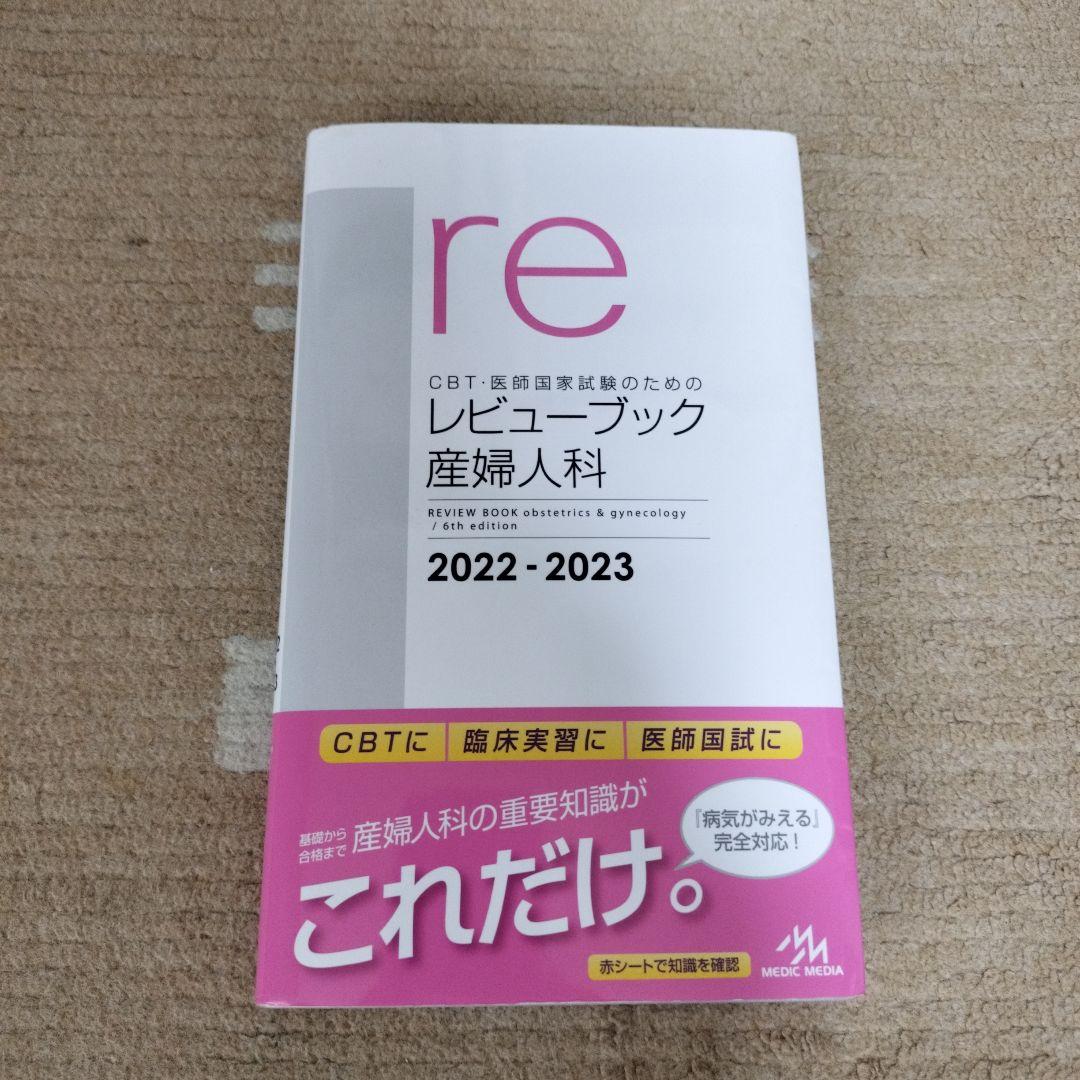 re
CBT・医師国家試験のための
レビューブック
産婦人科
REVIEW BOOK obstetrics & gynecology
/ 6th edition
2022-2023
CBTに 臨床実習に 医師国試に
基礎から
合格まで
産婦人科の重要知識が
これだけ。
『病気がみえる』
完全対応！
赤シートで知識を確認
MEDIC MEDIA